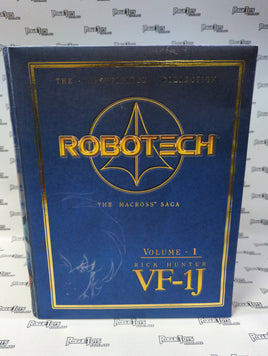 THE COLLECTION
ROBOTECH
THE MACROSS SAGA
VOLUME - 1
RICK HUNTER
VF-1J